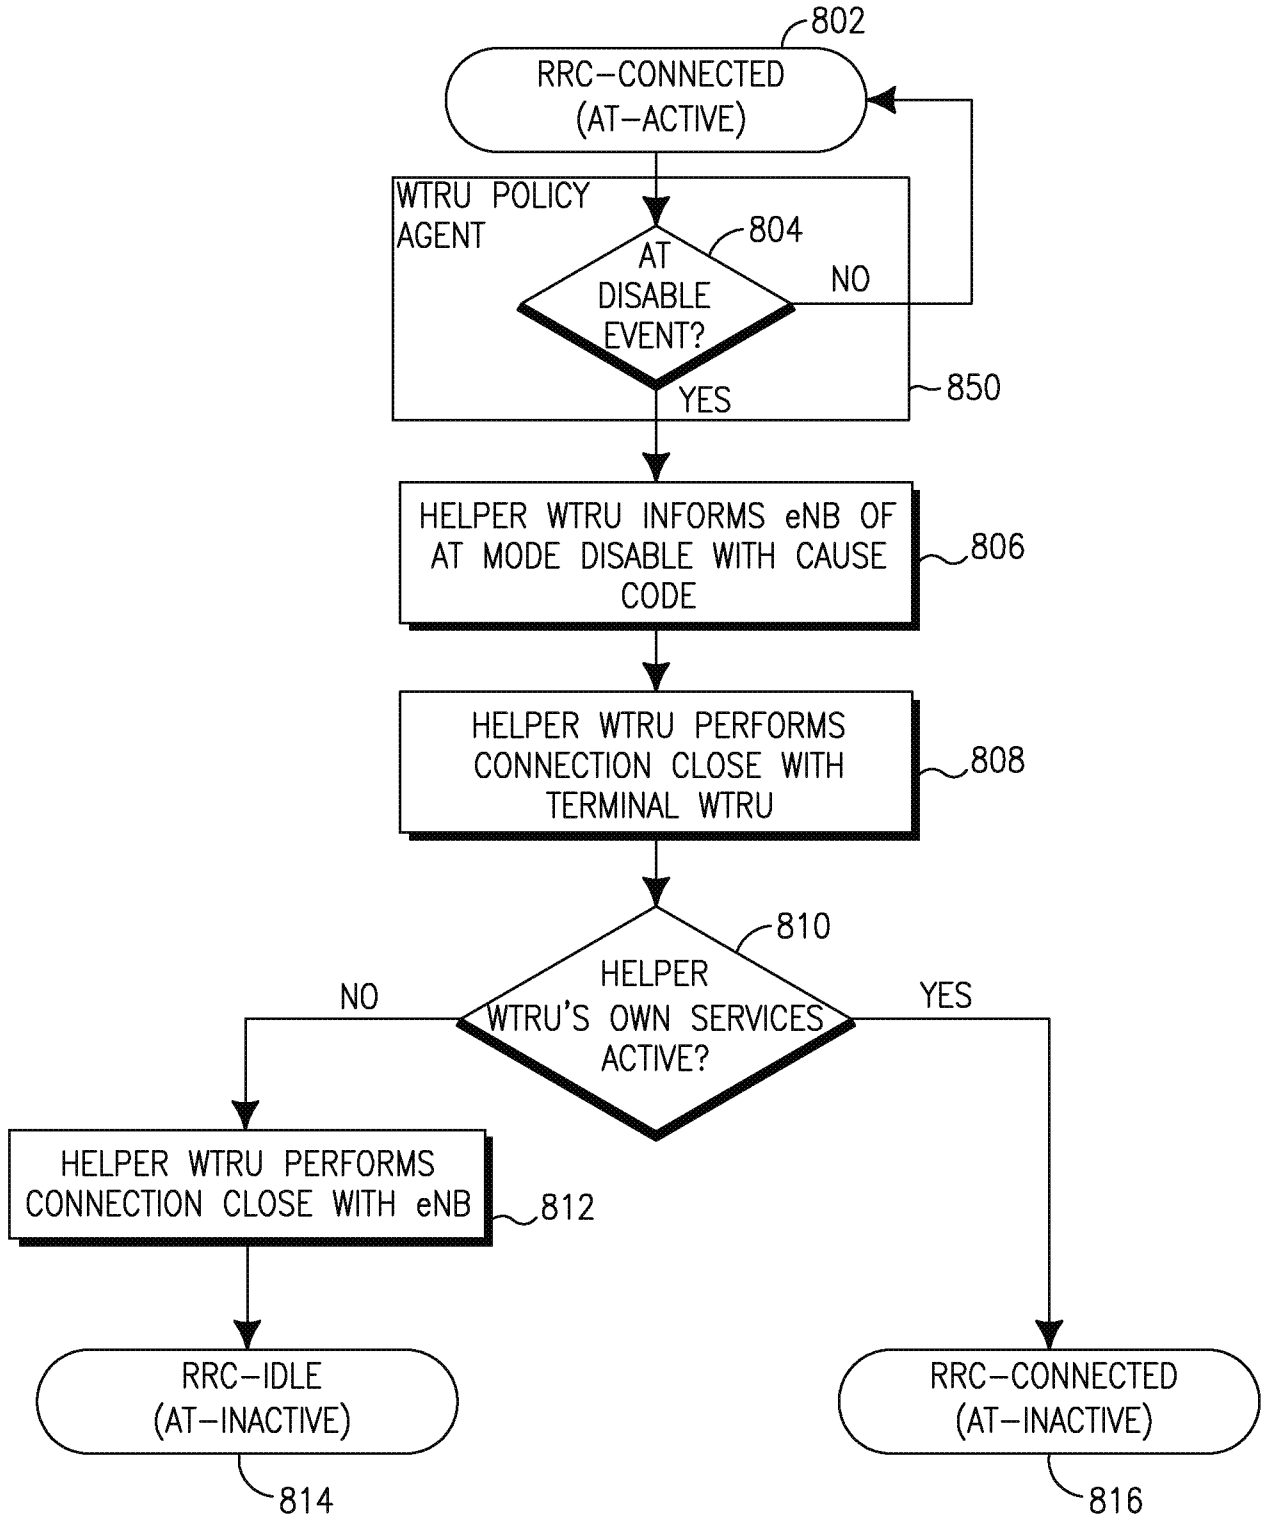 802
RRC-CONNECTED
(AT-ACTIVE)
WTRU POLICY
AGENT
804
AT
DISABLE
EVENT?
NO
850
YES
HELPER WTRU INFORMS eNB OF
AT MODE DISABLE WITH CAUSE
CODE
806
HELPER WTRU PERFORMS
CONNECTION CLOSE WITH
TERMINAL WTRU
808
810
HELPER
WTRU'S OWN SERVICES
ACTIVE?
NO
YES
HELPER WTRU PERFORMS
CONNECTION CLOSE WITH eNB
812
RRC-IDLE
(AT-INACTIVE)
814
RRC-CONNECTED
(AT-INACTIVE)
816